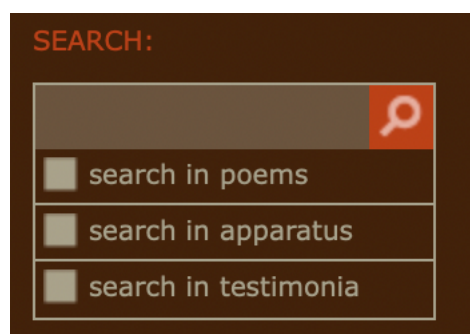 SEARCH:
search in poems
search in apparatus
search in testimonia